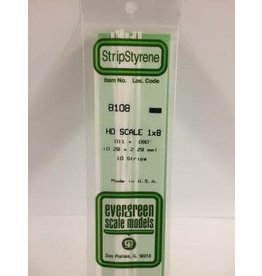 StripStyrene
Item No. Loc. Code
8108
HO SCALE 1x8
.011 x .090"
(0.28 x 2.29 mm)
10 Strips
Made in U.S.A.
evergreen
scale models
Des Plaines, IL 60018